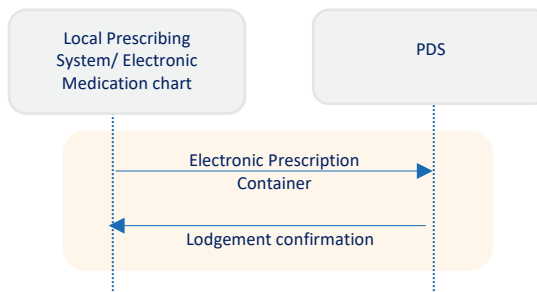 Local Prescribing
System/ Electronic
Medication chart
PDS
Electronic Prescription
Container
Lodgement confirmation